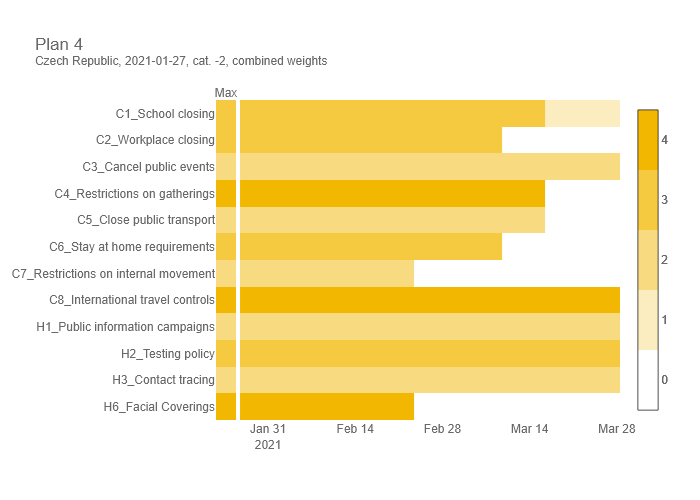 Plan 4
Czech Republic, 2021-01-27, cat. -2, combined weights
Max
C1_School closing
C2_Workplace closing
C3_Cancel public events
C4_Restrictions on gatherings
C5_Close public transport
C6_Stay at home requirements
C7_Restrictions on internal movement
C8_International travel controls
H1_Public information campaigns
H2_Testing policy
H3_Contact tracing
H6_Facial Coverings
4
3
2
1
0
Jan 31 Feb 14 Feb 28 Mar 14 Mar 28
2021